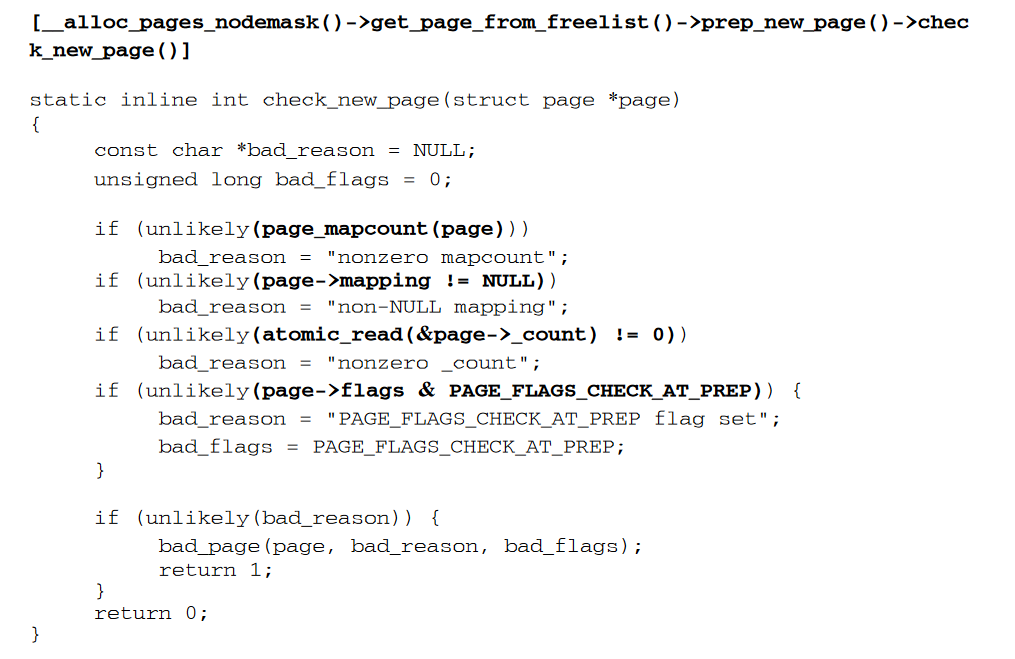 [__alloc_pages_nodemask()->get_page_from_freelist()->prep_new_page()->chec
k_new_page()]
static inline int check_new_page(struct page *page)
{
const char *bad_reason = NULL;
unsigned long bad_flags = 0;
if (unlikely(page_mapcount(page)))
bad_reason = "nonzero mapcount";
if (unlikely(page->mapping != NULL))
bad_reason = "non-NULL mapping";
if (unlikely(atomic_read(&page->_count) != 0))
bad_reason = "nonzero _count";
if (unlikely(page->flags & PAGE_FLAGS_CHECK_AT_PREP)) {
bad_reason = "PAGE_FLAGS_CHECK_AT_PREP flag set";
bad_flags = PAGE_FLAGS_CHECK_AT_PREP;
}
if (unlikely(bad_reason)) {
bad_page(page, bad_reason, bad_flags);
return 1;
}
return 0;
}